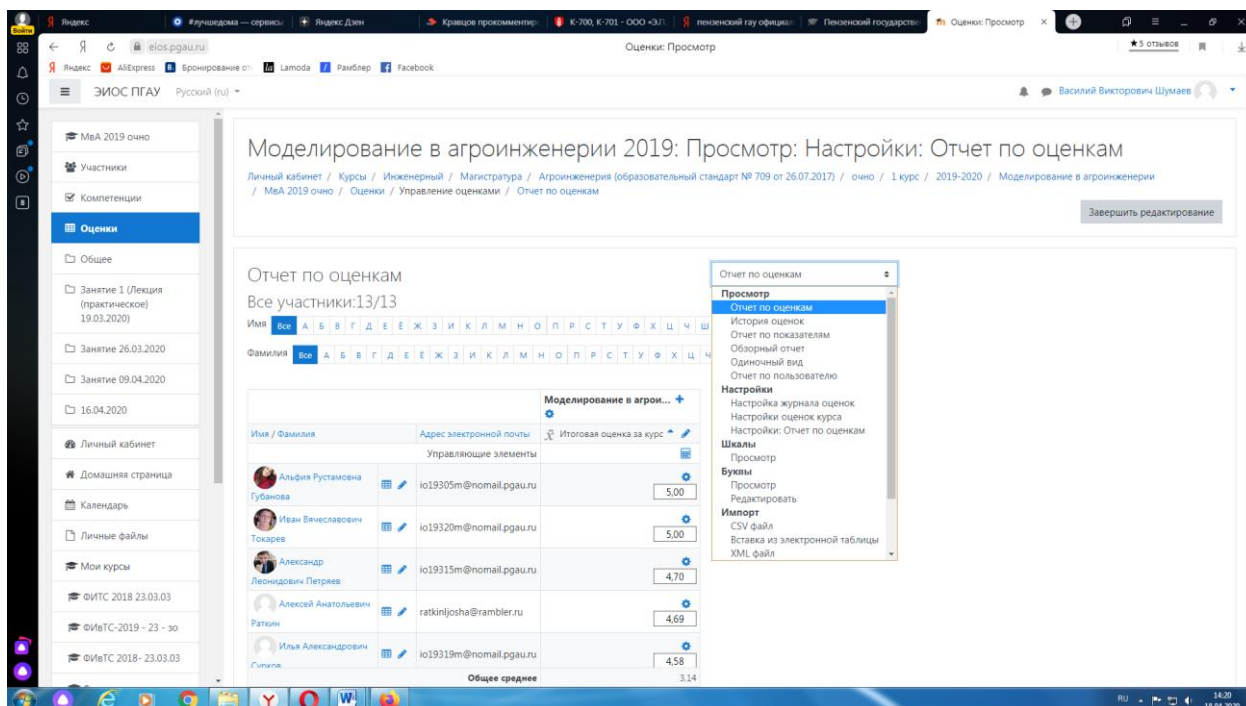 Яндекс
#лучшедома — сервисы
Яндекс Дзен
Кравцов прокомментир
К-700, К-701 - ООО «ЭЛ
пензенский гау официал
Пензенский государстве
Оценки: Просмотр
Войти
eios.pgau.ru
Оценки: Просмотр
★5 отзывов
Яндекс
AliExpress
Бронирование от
Lamoda
Рамблер
Facebook
ЭИОС ПГАУ
Русский (ru)
Василий Викторович Шумаев
МвА 2019 очно
Участники
Компетенции
Оценки
Общее
Занятие 1 (Лекция
(практическое)
19.03.2020)
Занятие 26.03.2020
Занятие 09.04.2020
16.04.2020
Личный кабинет
Домашняя страница
Календарь
Личные файлы
Мои курсы
ФИТС 2018 23.03.03
ФИвТС-2019 - 23 - зо
ФИвТС 2018- 23.03.03
Моделирование в агроинженерии 2019: Просмотр: Настройки: Отчет по оценкам
Личный кабинет / Курсы / Инженерный / Магистратура / Агроинженерия (образовательный стандарт № 709 от 26.07.2017) / очно / 1 курс / 2019-2020 / Моделирование в агроинженерии
/ МвА 2019 очно / Оценки / Управление оценками / Отчет по оценкам
Завершить редактирование
Отчет по оценкам
Все участники:13/13
Имя Все А Б В Г Д Е Ё Ж З И К Л М Н О П Р С Т У Ф Х Ц Ч Ш
Фамилия Все А Б В Г Д Е Ё Ж З И К Л М Н О П Р С Т У Ф Х Ц Ч
Моделирование в агрои...
Имя / Фамилия
Адрес электронной почты
x̄ Итоговая оценка за курс
Управляющие элементы
Альфия Рустамовна
Губанова
io19305m@nomail.pgau.ru
5,00
Иван Вячеславович
Токарев
io19320m@nomail.pgau.ru
5,00
Александр
Леонидович Петряев
io19315m@nomail.pgau.ru
4,70
Алексей Анатольевич
Раткин
ratkinljosha@rambler.ru
4,69
Илья Александрович
Сурков
io19319m@nomail.pgau.ru
4,58
Общее среднее
3,14
Отчет по оценкам
Просмотр
Отчет по оценкам
История оценок
Отчет по показателям
Обзорный отчет
Одиночный вид
Отчет по пользователю
Настройки
Настройка журнала оценок
Настройки оценок курса
Настройки: Отчет по оценкам
Шкалы
Просмотр
Буквы
Просмотр
Редактировать
Импорт
CSV файл
Вставка из электронной таблицы
XML файл
RU
14:20
18.04.2020